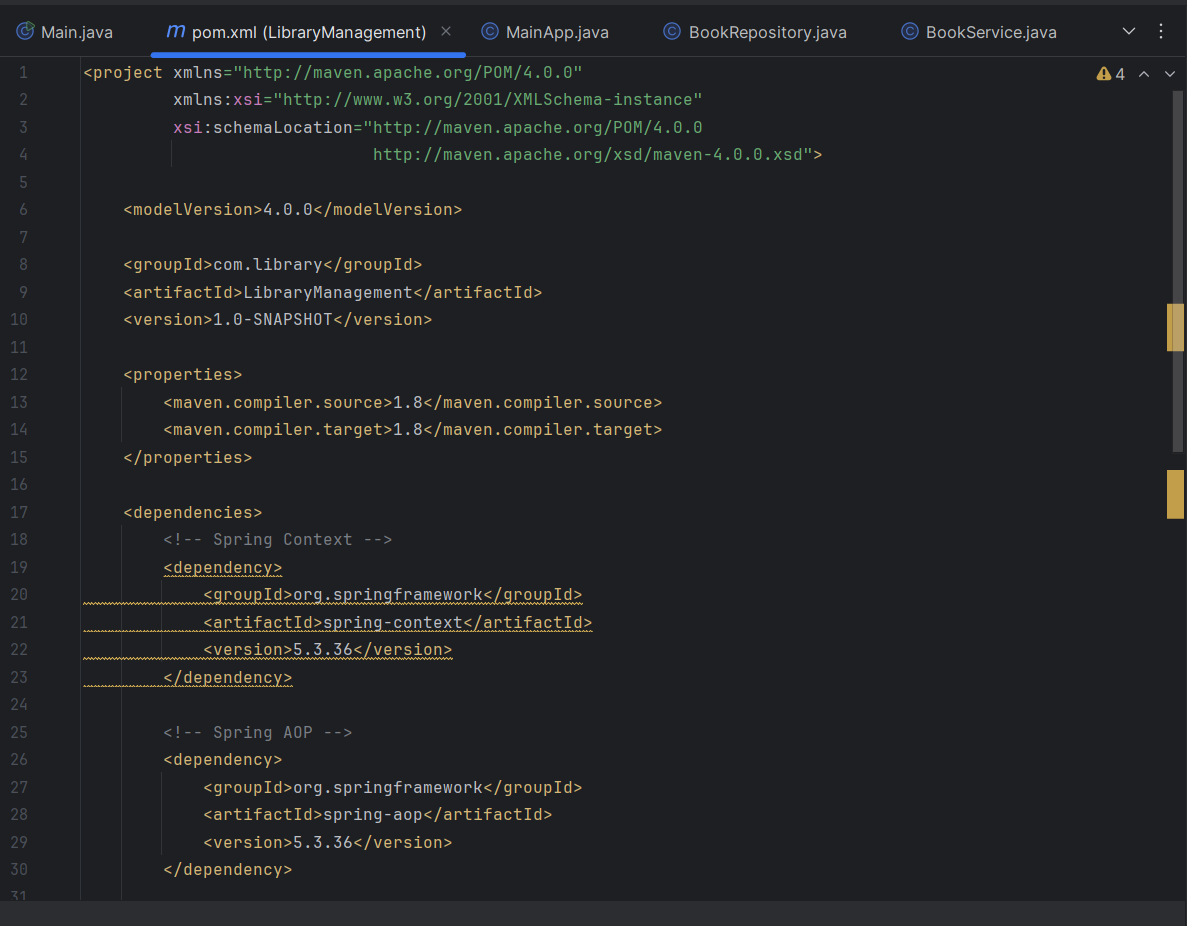 Main.java  pom.xml (LibraryManagement)  MainApp.java  BookRepository.java  BookService.java
4
1 <project xmlns="http://maven.apache.org/POM/4.0.0"
2          xmlns:xsi="http://www.w3.org/2001/XMLSchema-instance"
3          xsi:schemaLocation="http://maven.apache.org/POM/4.0.0
4                              http://maven.apache.org/xsd/maven-4.0.0.xsd">
5
6     <modelVersion>4.0.0</modelVersion>
7
8     <groupId>com.library</groupId>
9     <artifactId>LibraryManagement</artifactId>
10     <version>1.0-SNAPSHOT</version>
11
12     <properties>
13         <maven.compiler.source>1.8</maven.compiler.source>
14         <maven.compiler.target>1.8</maven.compiler.target>
15     </properties>
16
17     <dependencies>
18         <!-- Spring Context -->
19         <dependency>
20             <groupId>org.springframework</groupId>
21             <artifactId>spring-context</artifactId>
22             <version>5.3.36</version>
23         </dependency>
24
25         <!-- Spring AOP -->
26         <dependency>
27             <groupId>org.springframework</groupId>
28             <artifactId>spring-aop</artifactId>
29             <version>5.3.36</version>
30         </dependency>
31